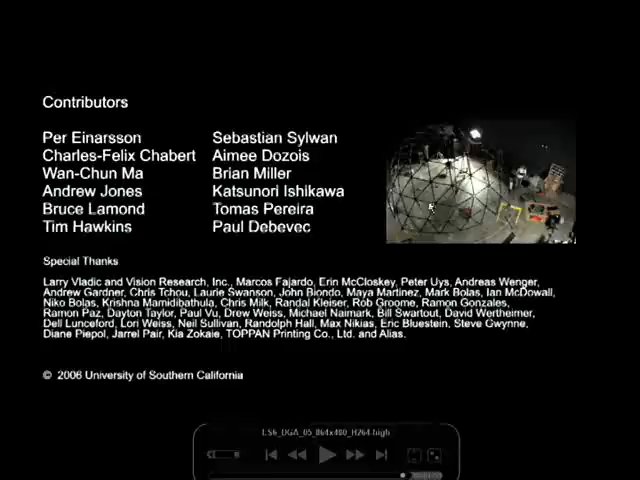 Contributors
Per Einarsson
Charles-Felix Chabert
Wan-Chun Ma
Andrew Jones
Bruce Lamond
Tim Hawkins
Sebastian Sylwan
Aimee Dozois
Brian Miller
Katsunori Ishikawa
Tomas Pereira
Paul Debevec
Special Thanks
Larry Vladic and Vision Research, Inc., Marcos Fajardo, Erin McCloskey, Peter Uys, Andreas Wenger,
Andrew Gardner, Chris Tchou, Laurie Swanson, John Biondo, Maya Martinez, Mark Bolas, Ian McDowall,
Niko Bolas, Krishna Mamidibathula, Chris Milk, Randal Kleiser, Rob Groome, Ramon Gonzales,
Ramon Paz, Dayton Taylor, Paul Vu, Drew Weiss, Michael Naimark, Bill Swartout, David Wertheimer,
Dell Lunceford, Lori Weiss, Neil Sullivan, Randolph Hall, Max Nikias, Eric Bluestein, Steve Gwynne,
Diane Piepol, Jarrel Pair, Kia Zokaie, TOPPAN Printing Co., Ltd. and Alias.
© 2006 University of Southern California
LS6_DGA_05_864x480_H264-high